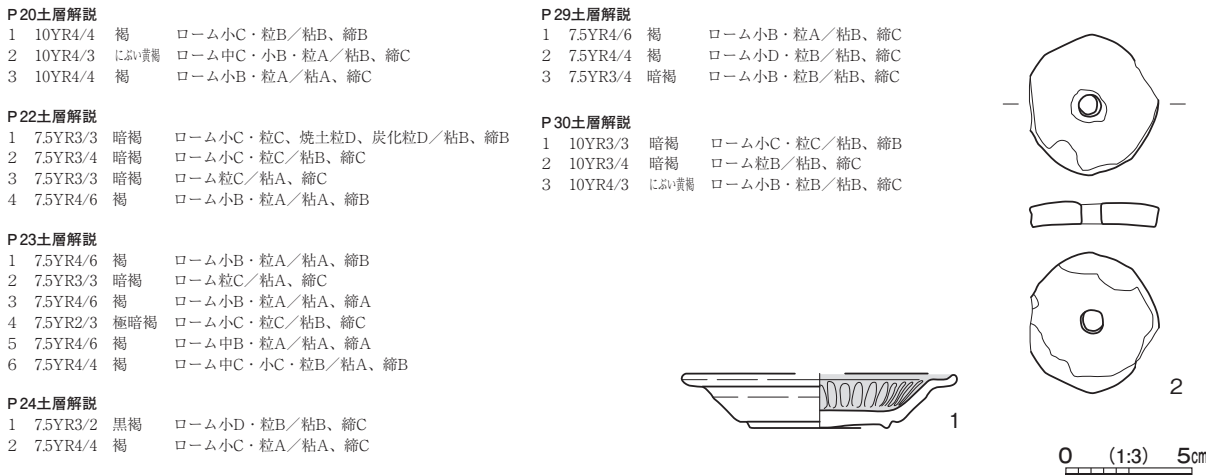 P20土層解説
1 10YR4/4 褐 ローム小C・粒B／粘B、締B
2 10YR4/3 にぶい黄褐 ローム中C・小B・粒A／粘B、締C
3 10YR4/4 褐 ローム小B・粒A／粘A、締C
P22土層解説
1 7.5YR3/3 暗褐 ローム小C・粒C、焼土粒D、炭化粒D／粘B、締B
2 7.5YR3/4 暗褐 ローム小C・粒C／粘B、締C
3 7.5YR3/3 暗褐 ローム粒C／粘A、締C
4 7.5YR4/6 褐 ローム小B・粒A／粘A、締B
P23土層解説
1 7.5YR4/6 褐 ローム小B・粒A／粘A、締B
2 7.5YR3/3 暗褐 ローム粒C／粘A、締C
3 7.5YR4/6 褐 ローム小B・粒A／粘A、締A
4 7.5YR2/3 極暗褐 ローム小C・粒C／粘B、締C
5 7.5YR4/6 褐 ローム中B・粒A／粘A、締A
6 7.5YR4/4 褐 ローム中C・小C・粒B／粘A、締B
P24土層解説
1 7.5YR3/2 黒褐 ローム小D・粒B／粘B、締C
2 7.5YR4/4 褐 ローム小C・粒A／粘A、締C
P29土層解説
1 7.5YR4/6 褐 ローム小B・粒A／粘B、締C
2 7.5YR4/4 褐 ローム小D・粒B／粘B、締C
3 7.5YR3/4 暗褐 ローム小B・粒B／粘B、締C
P30土層解説
1 10YR3/3 暗褐 ローム小C・粒C／粘B、締B
2 10YR3/4 暗褐 ローム粒B／粘B、締C
3 10YR4/3 にぶい黄褐 ローム小B・粒B／粘B、締C
1
2
0 (1:3) 5㎝